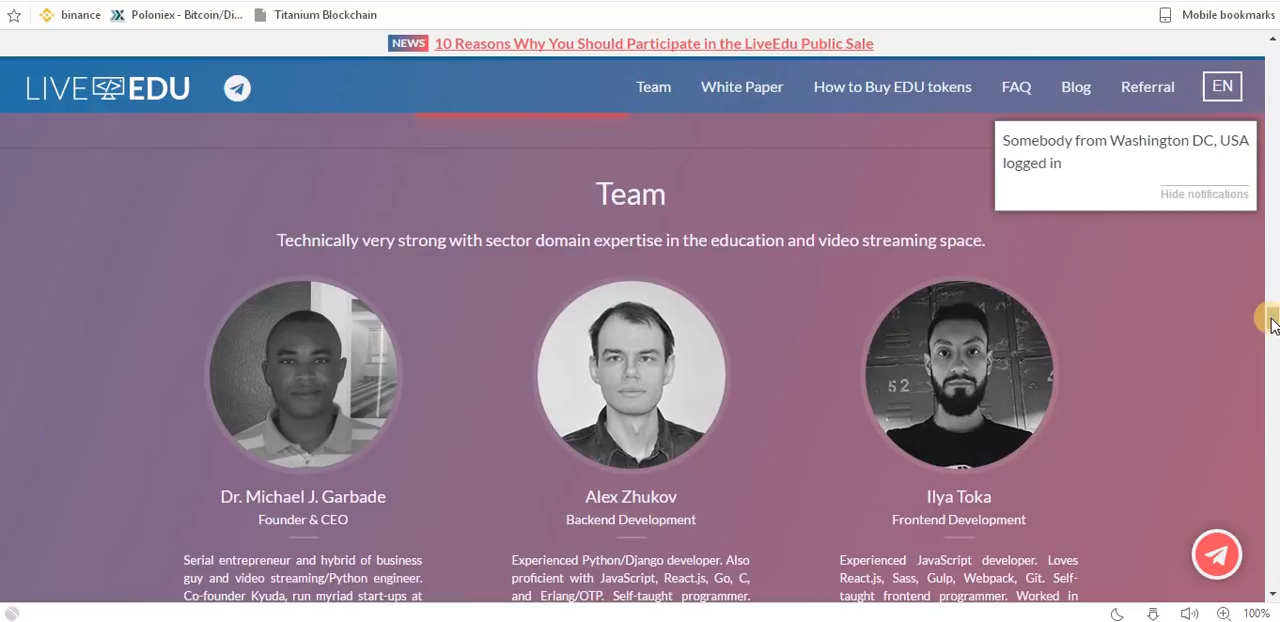 binance Poloniex - Bitcoin/Di... Titanium Blockchain Mobile bookmarks
NEWS 10 Reasons Why You Should Participate in the LiveEdu Public Sale
LIVE EDU Team White Paper How to Buy EDU tokens FAQ Blog Referral EN
Somebody from Washington DC, USA
logged in
Hide notifications
Team
Technically very strong with sector domain expertise in the education and video streaming space.
52
Dr. Michael J. Garbade
Founder & CEO
Serial entrepreneur and hybrid of business
guy and video streaming/Python engineer.
Co-founder Kyuda, run myriad start-ups at
Alex Zhukov
Backend Development
Experienced Python/Django developer. Also
proficient with JavaScript, React.js, Go, C,
and Erlang/OTP. Self-taught programmer.
Ilya Toka
Frontend Development
Experienced JavaScript developer. Loves
React.js, Sass, Gulp, Webpack, Git. Self-
taught frontend programmer. Worked in
100%